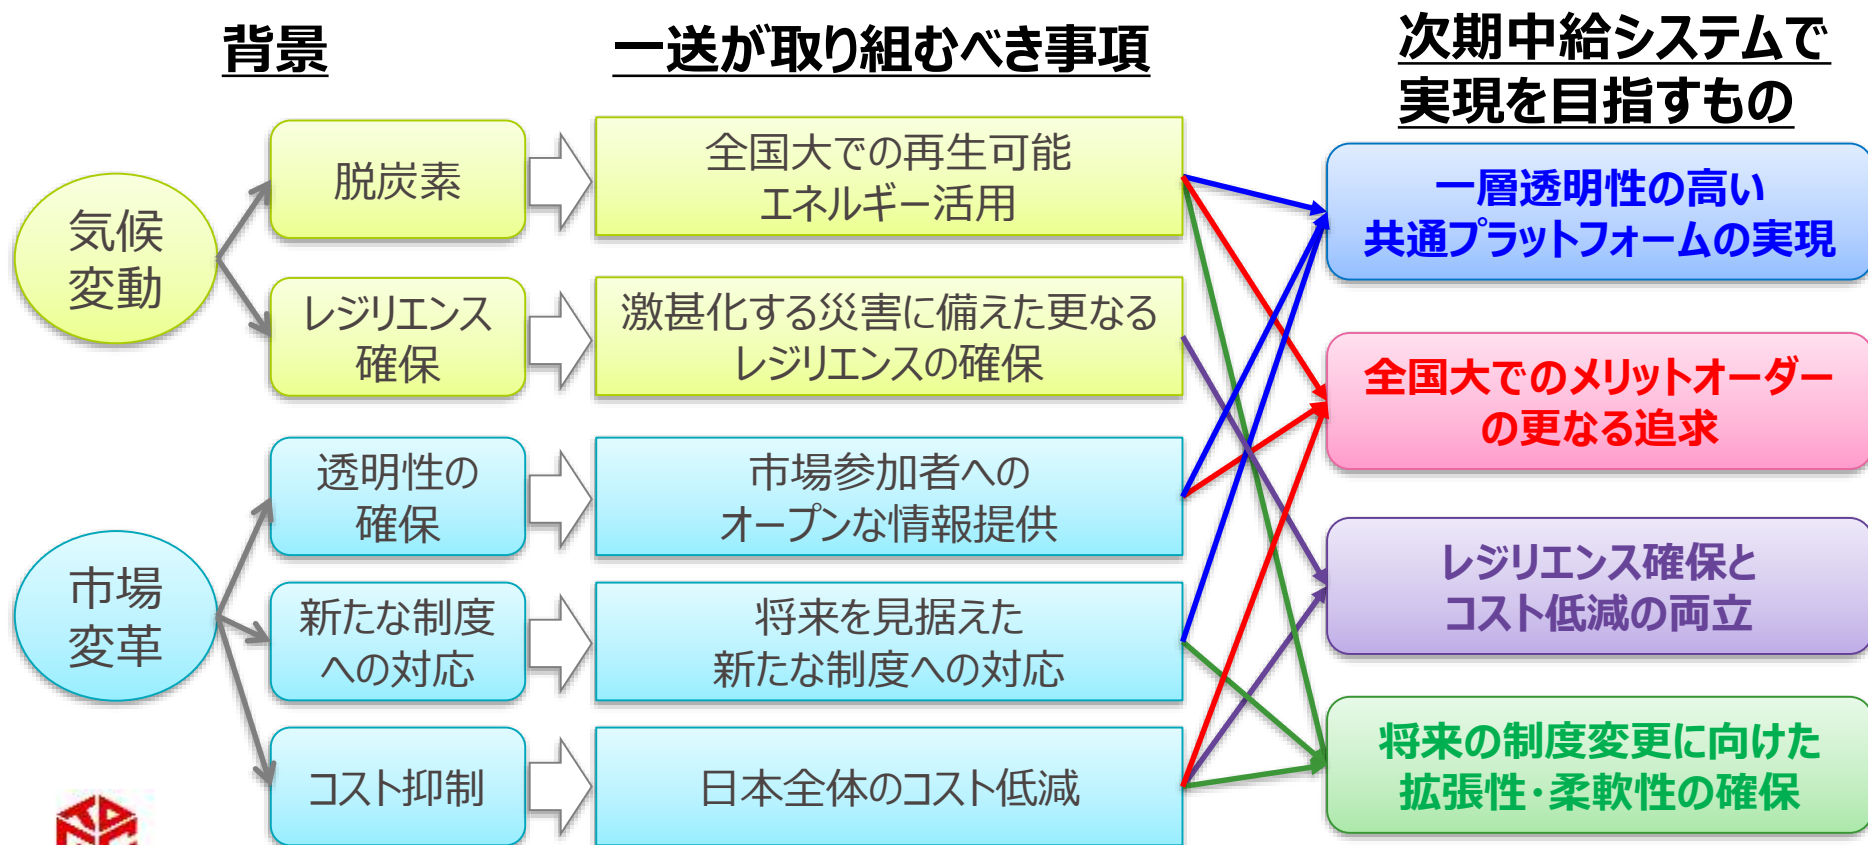 背景
一送が取り組むべき事項
次期中給システムで
実現を目指すもの
気候
変動
脱炭素
全国大での再生可能
エネルギー活用
レジリエンス
確保
激甚化する災害に備えた更なる
レジリエンスの確保
市場
変革
透明性の
確保
市場参加者への
オープンな情報提供
新たな制度
への対応
将来を見据えた
新たな制度への対応
コスト抑制
日本全体のコスト低減
一層透明性の高い
共通プラットフォームの実現
全国大でのメリットオーダー
の更なる追求
レジリエンス確保と
コスト低減の両立
将来の制度変更に向けた
拡張性・柔軟性の確保